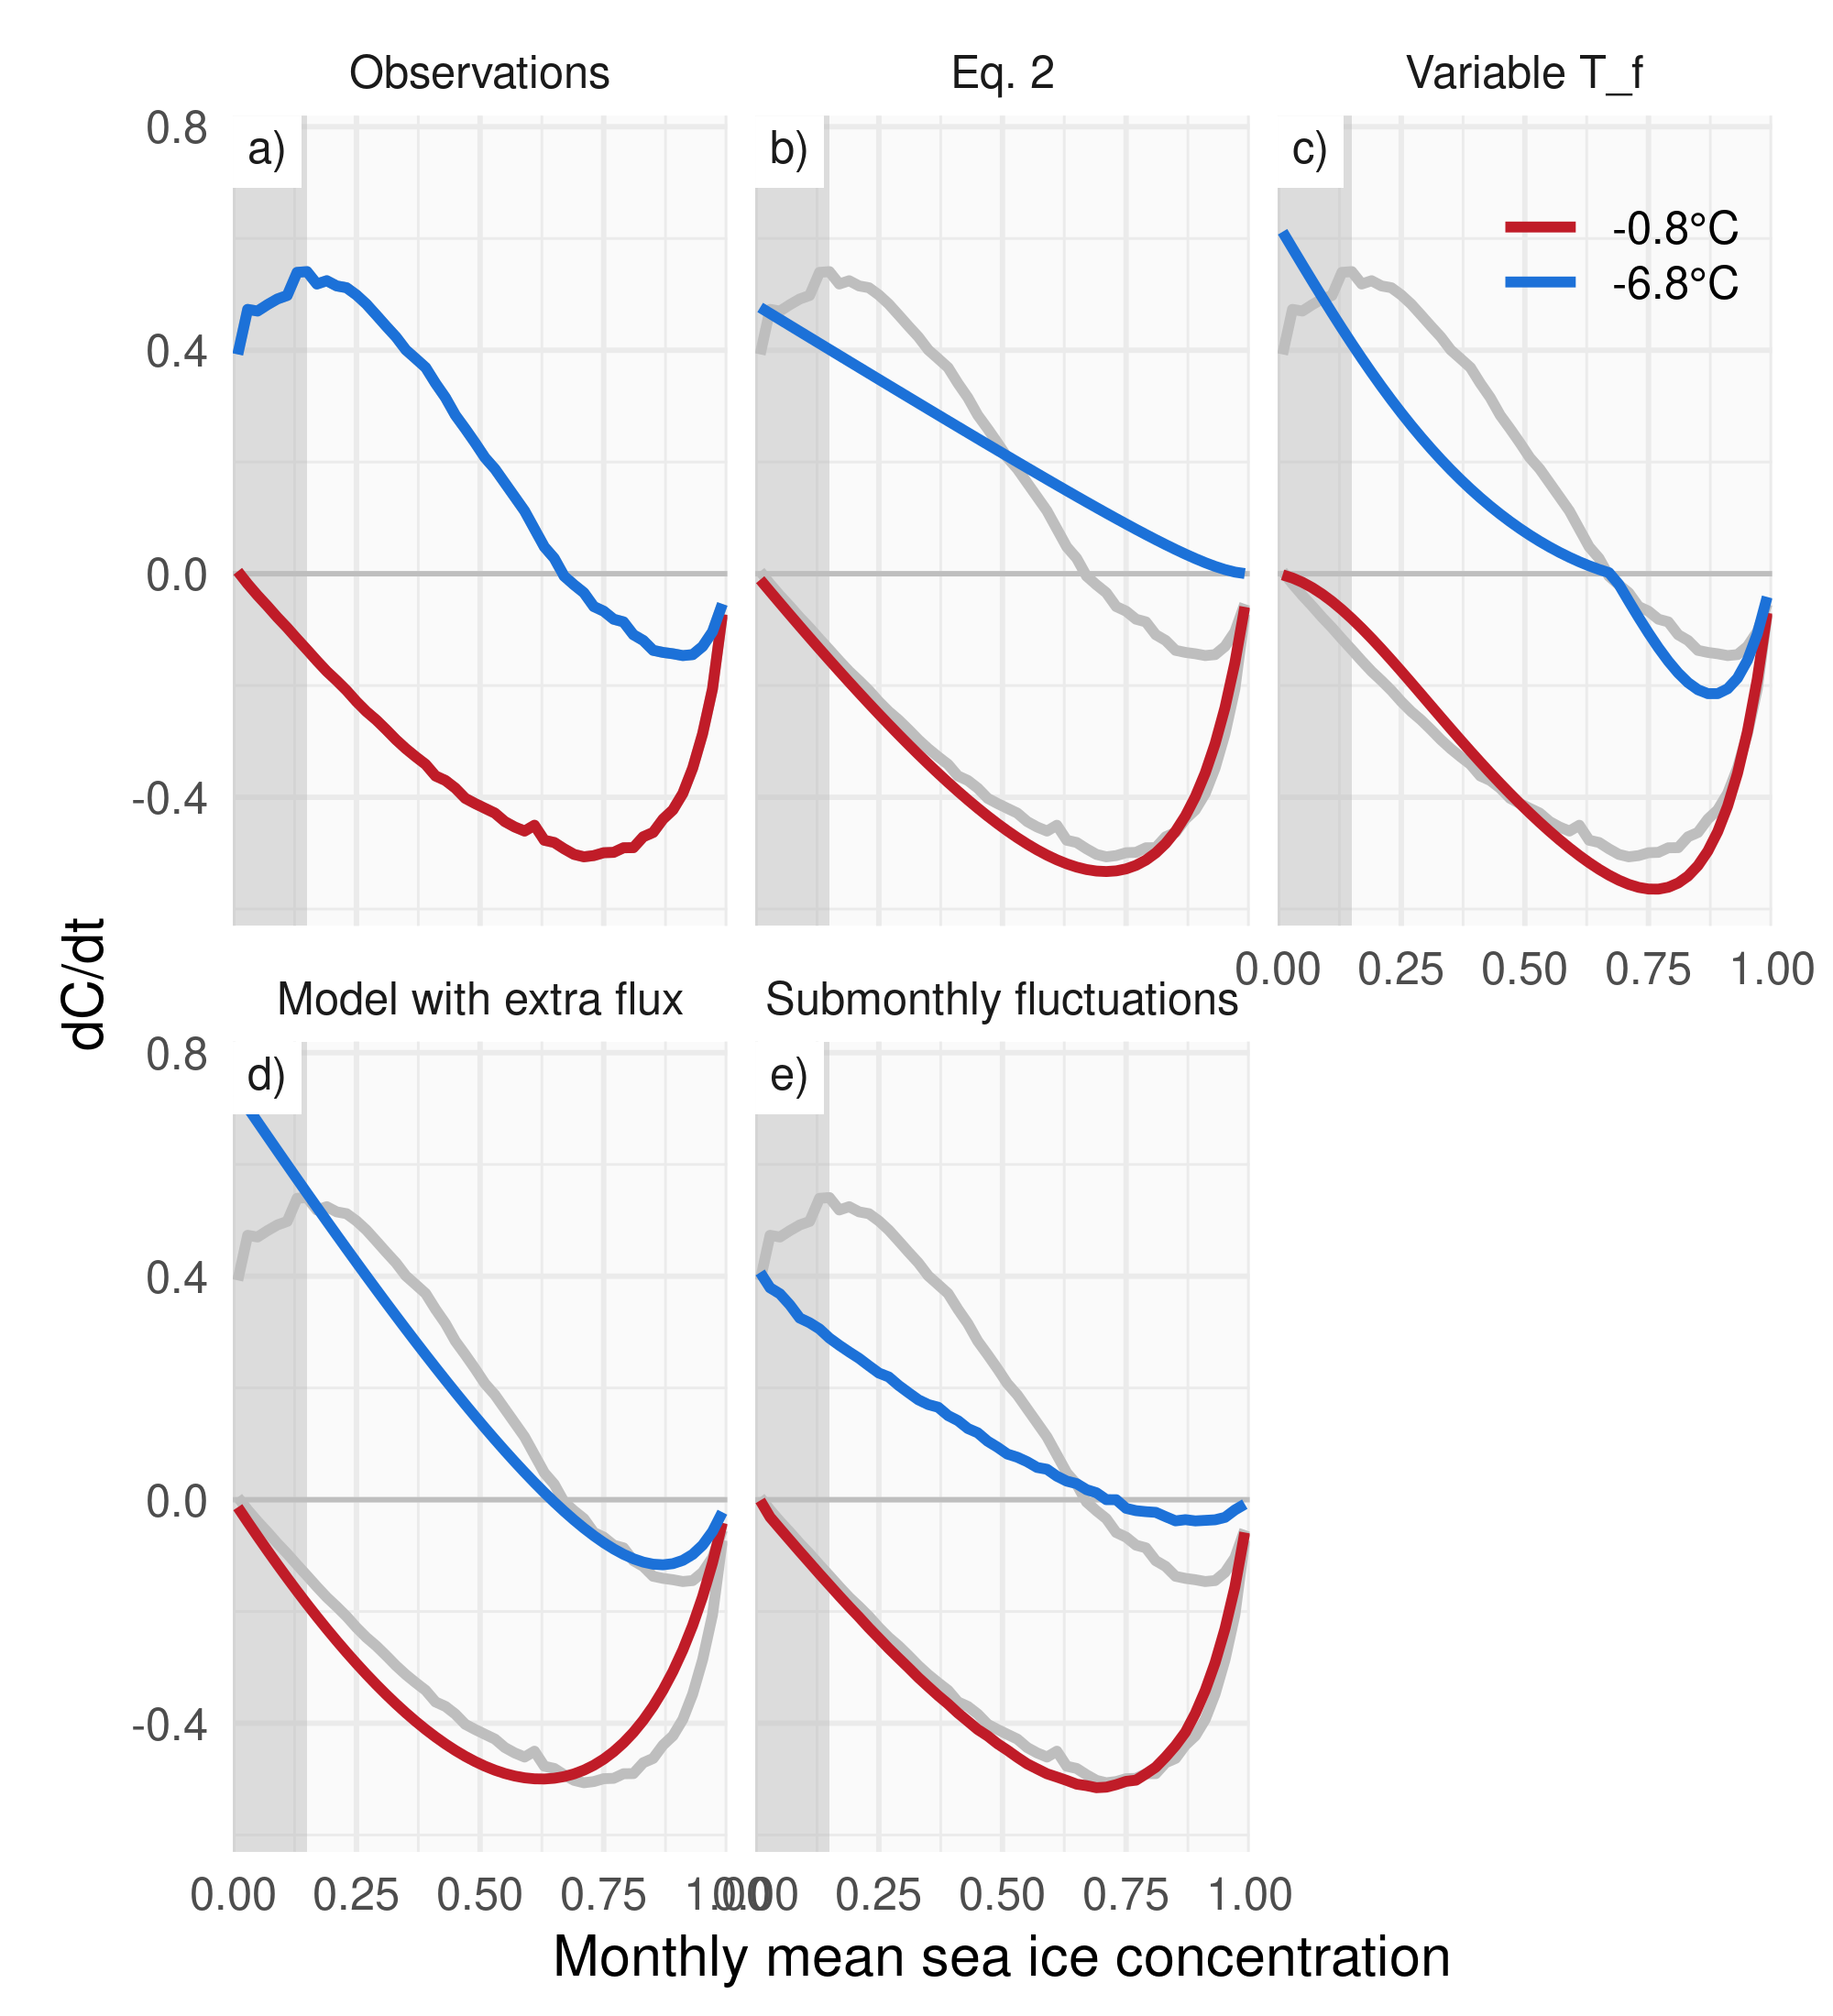 Observations
Eq. 2
Variable T_f
a)
b)
c)
0.8
0.4
0.0
-0.4
-0.8°C
-6.8°C
0.00 0.25 0.50 0.75 1.00
dC/dt
Model with extra flux
Submonthly fluctuations
d)
e)
0.8
0.4
0.0
-0.4
0.00 0.25 0.50 0.75 1.00
0.00 0.25 0.50 0.75 1.00
Monthly mean sea ice concentration